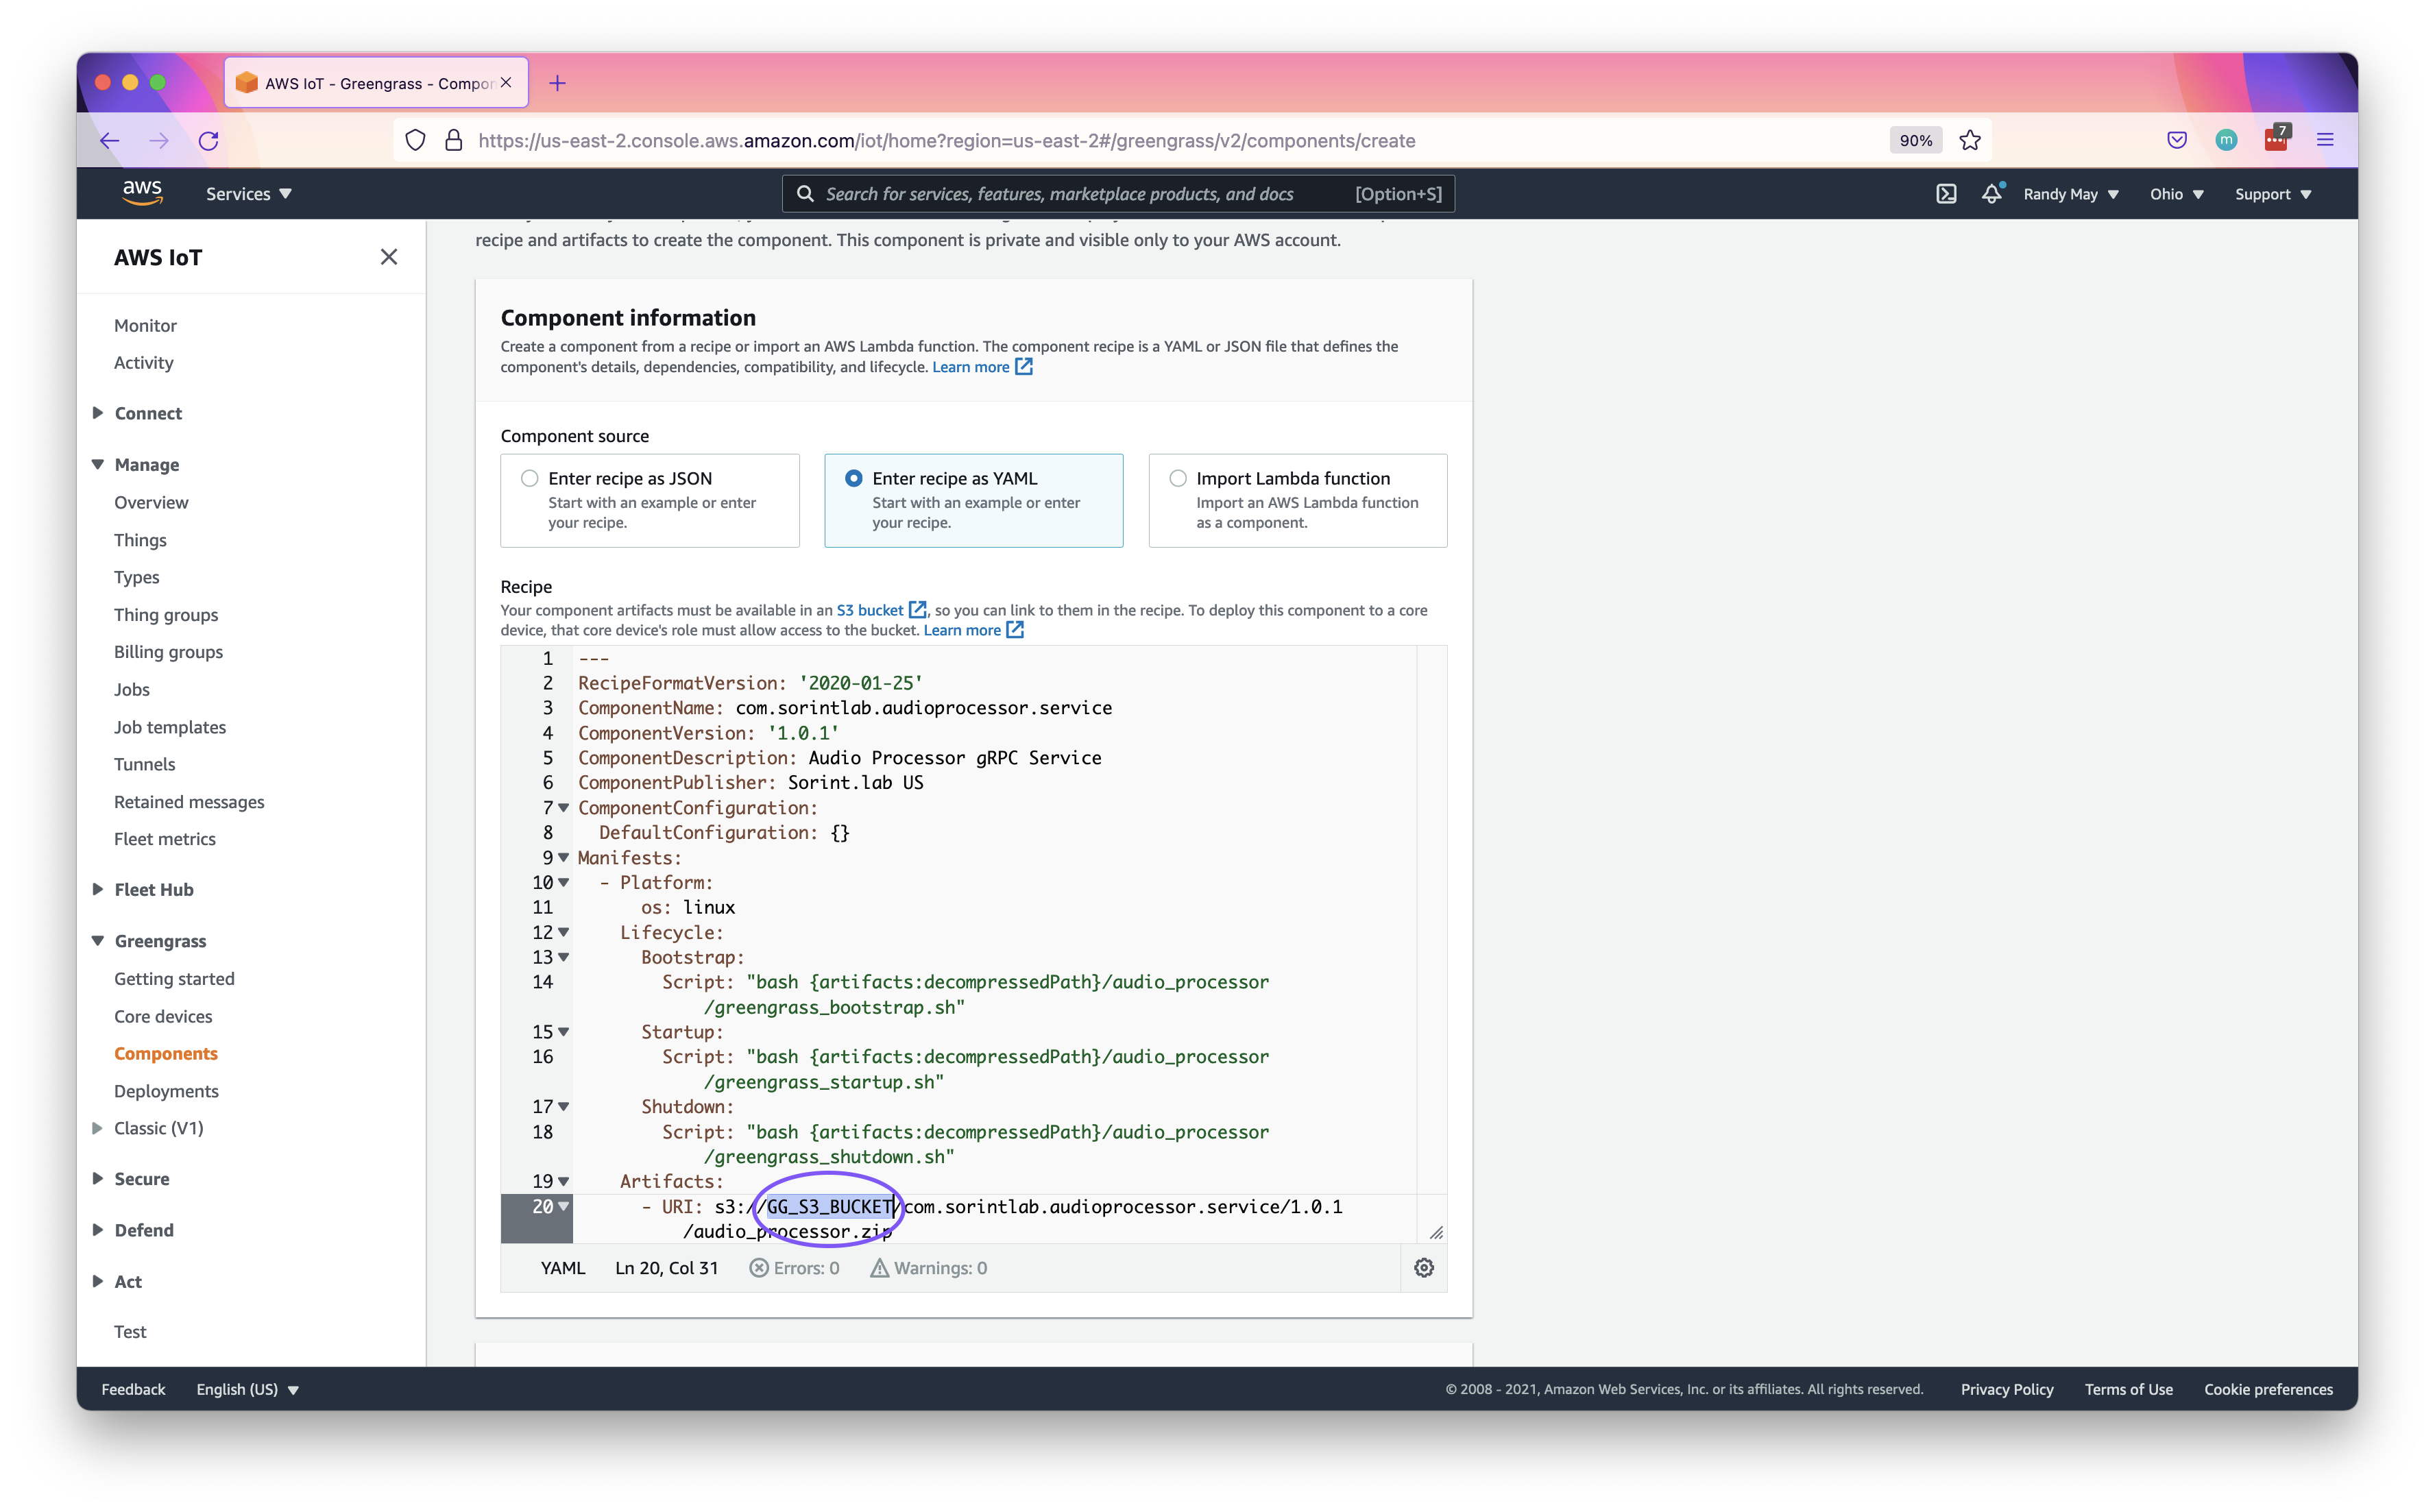 AWS IoT - Greengrass - Compon
https://us-east-2.console.aws.amazon.com/iot/home?region=us-east-2#/greengrass/v2/components/create
90%
m
7
aws
Services
Search for services, features, marketplace products, and docs
[Option+S]
Randy May
Ohio
Support
AWS IoT
Monitor
Activity
Connect
Manage
Overview
Things
Types
Thing groups
Billing groups
Jobs
Job templates
Tunnels
Retained messages
Fleet metrics
Fleet Hub
Greengrass
Getting started
Core devices
Components
Deployments
Classic (V1)
Secure
Defend
Act
Test
recipe and artifacts to create the component. This component is private and visible only to your AWS account.
Component information
Create a component from a recipe or import an AWS Lambda function. The component recipe is a YAML or JSON file that defines the
component's details, dependencies, compatibility, and lifecycle. Learn more
Component source
Enter recipe as JSON
Start with an example or enter
your recipe.
Enter recipe as YAML
Start with an example or enter
your recipe.
Import Lambda function
Import an AWS Lambda function
as a component.
Recipe
Your component artifacts must be available in an S3 bucket , so you can link to them in the recipe. To deploy this component to a core
device, that core device's role must allow access to the bucket. Learn more
1 ---
2 RecipeFormatVersion: '2020-01-25'
3 ComponentName: com.sorintlab.audioprocessor.service
4 ComponentVersion: '1.0.1'
5 ComponentDescription: Audio Processor gRPC Service
6 ComponentPublisher: Sorint.lab US
7 ComponentConfiguration:
8 DefaultConfiguration: {}
9 Manifests:
10 - Platform:
11 os: linux
12 Lifecycle:
13 Bootstrap:
14 Script: "bash {artifacts:decompressedPath}/audio_processor
/greengrass_bootstrap.sh"
15 Startup:
16 Script: "bash {artifacts:decompressedPath}/audio_processor
/greengrass_startup.sh"
17 Shutdown:
18 Script: "bash {artifacts:decompressedPath}/audio_processor
/greengrass_shutdown.sh"
19 Artifacts:
20 - URI: s3://GG_S3_BUCKET/com.sorintlab.audioprocessor.service/1.0.1
/audio_processor.zip
YAML
Ln 20, Col 31
Errors: 0
Warnings: 0
Feedback
English (US)
© 2008 - 2021, Amazon Web Services, Inc. or its affiliates. All rights reserved.
Privacy Policy
Terms of Use
Cookie preferences